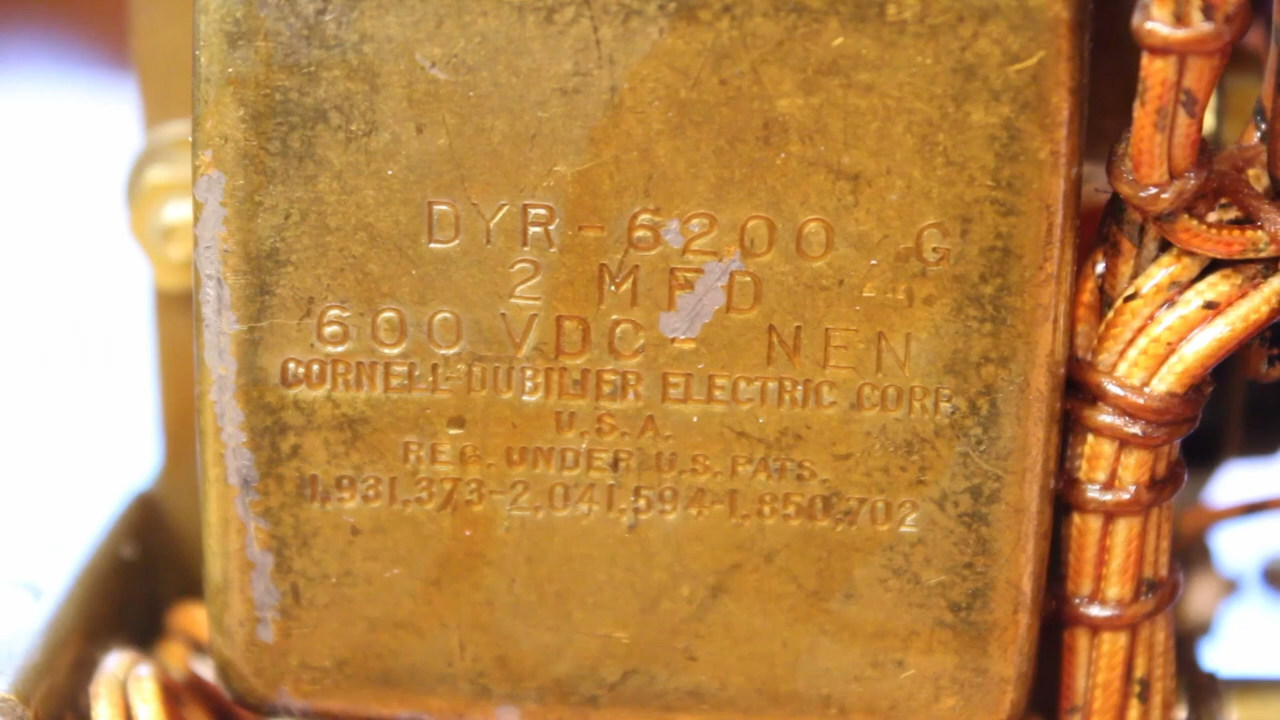 DYR-6200 G
2 MFD
600 VDC- NEN
CORNELL-DUBILIER ELECTRIC CORP.
U.S.A.
REG. UNDER U.S. PATS.
1,931,373-2,041,594-1,850,702